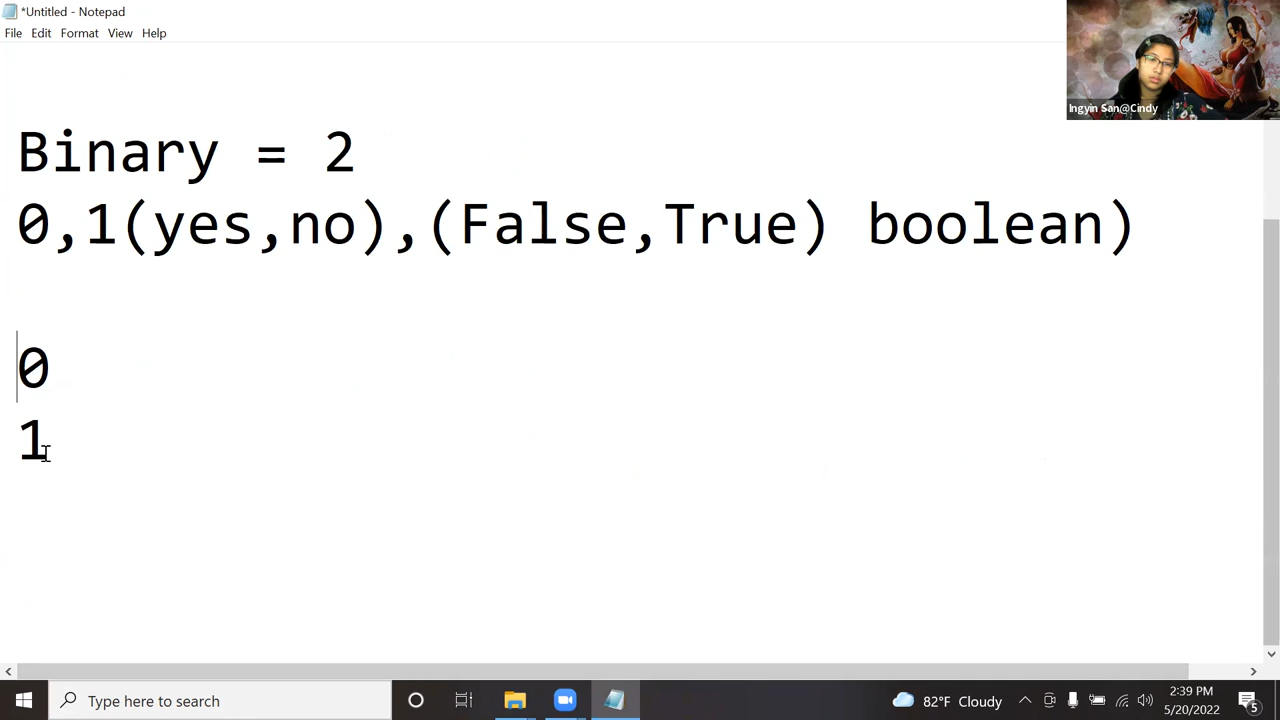 *Untitled - Notepad
File Edit Format View Help
Ingyin San@Cindy
Binary = 2
0,1(yes,no),(False,True) boolean)
0
1
Type here to search
82°F Cloudy
2:39 PM
5/20/2022
5